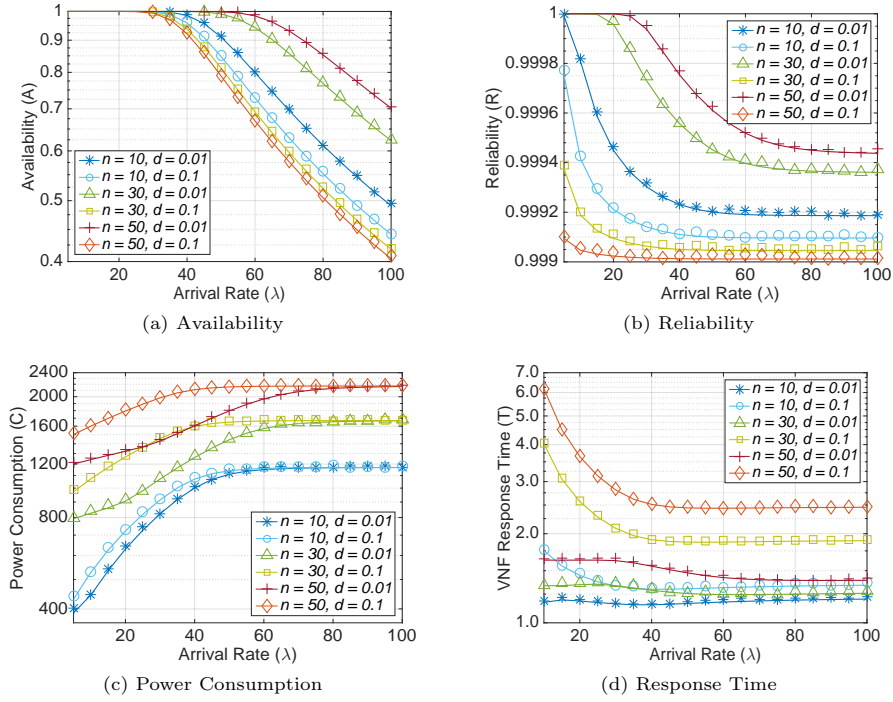 1
0.9
0.8
0.7
0.6
0.5
0.4
Availability (A)
n = 10, d = 0.01
n = 10, d = 0.1
n = 30, d = 0.01
n = 30, d = 0.1
n = 50, d = 0.01
n = 50, d = 0.1
20 40 60 80 100
Arrival Rate (λ)
(a) Availability
1
0.9998
0.9996
0.9994
0.9992
0.999
Reliability (R)
n = 10, d = 0.01
n = 10, d = 0.1
n = 30, d = 0.01
n = 30, d = 0.1
n = 50, d = 0.01
n = 50, d = 0.1
20 40 60 80 100
Arrival Rate (λ)
(b) Reliability
2400
2000
1600
1200
800
400
Power Consumption (C)
n = 10, d = 0.01
n = 10, d = 0.1
n = 30, d = 0.01
n = 30, d = 0.1
n = 50, d = 0.01
n = 50, d = 0.1
20 40 60 80 100
Arrival Rate (λ)
(c) Power Consumption
7.0
6.0
5.0
4.0
3.0
2.0
1.0
VNF Response Time (T)
n = 10, d = 0.01
n = 10, d = 0.1
n = 30, d = 0.01
n = 30, d = 0.1
n = 50, d = 0.01
n = 50, d = 0.1
20 40 60 80 100
Arrival Rate (λ)
(d) Response Time